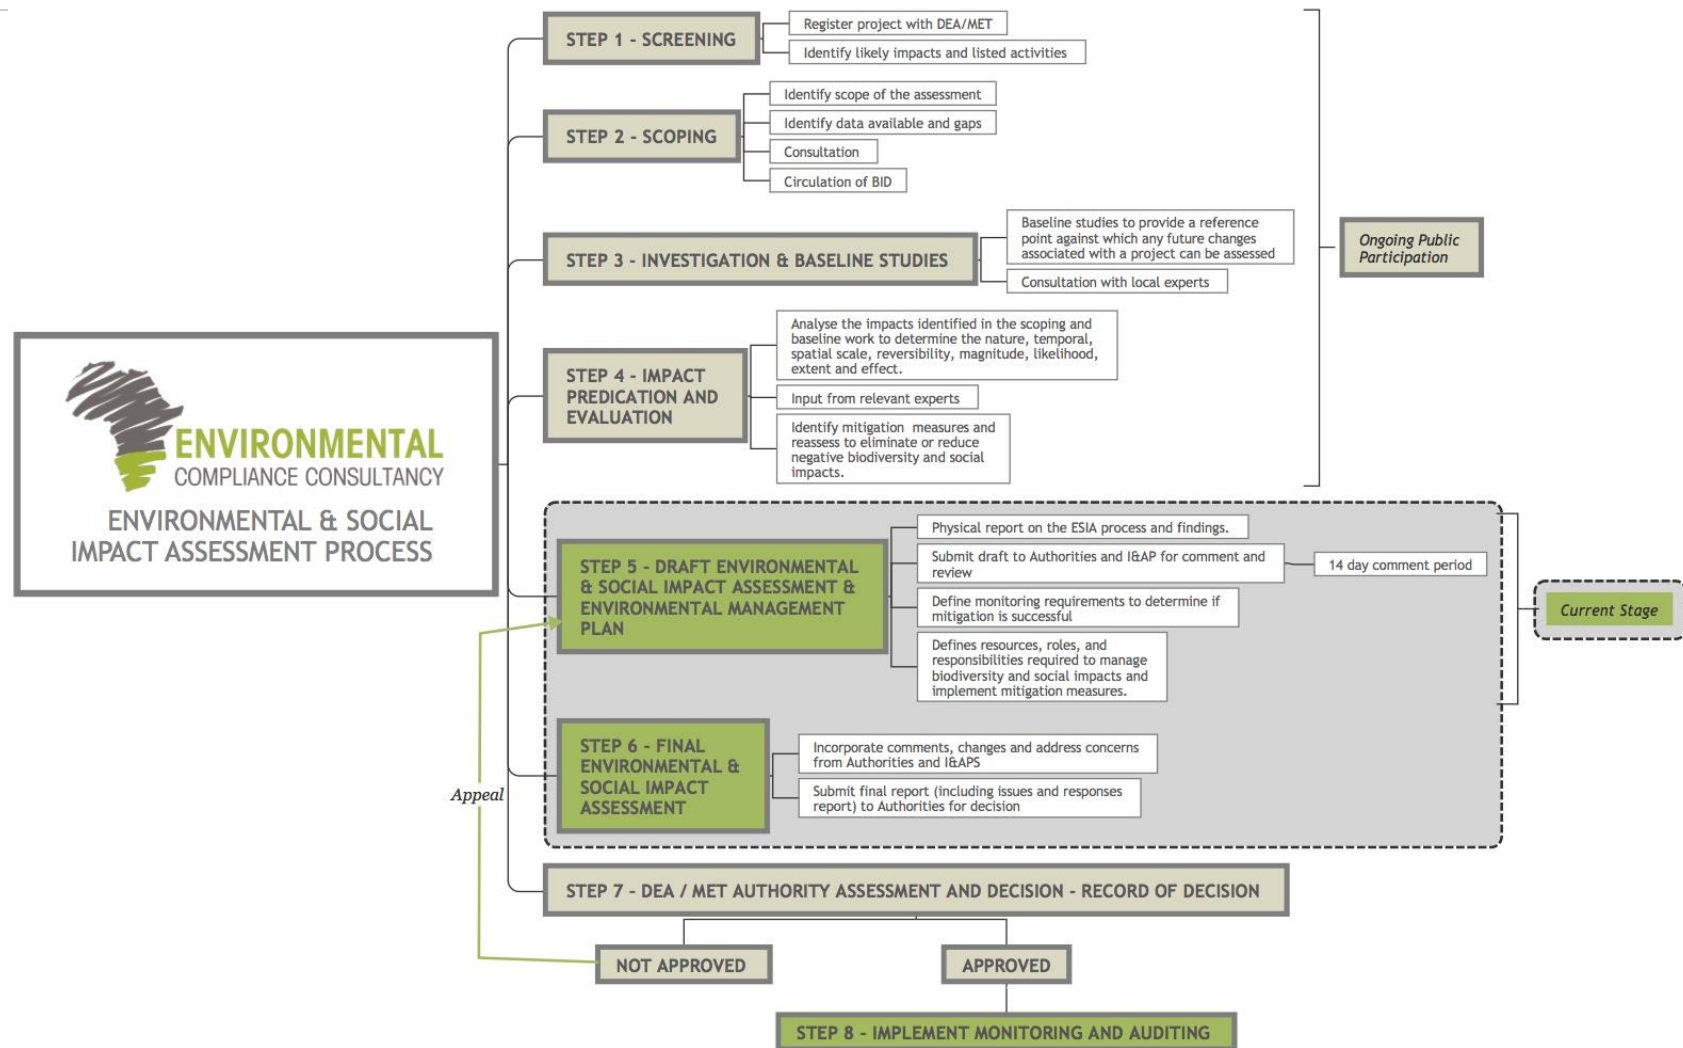 STEP 1 - SCREENING
Register project with DEA/MET
Identify likely impacts and listed activities
STEP 2 - SCOPING
Identify scope of the assessment
Identify data available and gaps
Consultation
Circulation of BID
STEP 3 - INVESTIGATION & BASELINE STUDIES
Baseline studies to provide a reference
point against which any future changes
associated with a project can be assessed
Consultation with local experts
Ongoing Public
Participation
STEP 4 - IMPACT
PREDICATION AND
EVALUATION
Analyse the impacts identified in the scoping and
baseline work to determine the nature, temporal,
spatial scale, reversibility, magnitude, likelihood,
extent and effect.
Input from relevant experts
Identify mitigation measures and
reassess to eliminate or reduce
negative biodiversity and social
impacts.
ENVIRONMENTAL
COMPLIANCE CONSULTANCY
ENVIRONMENTAL & SOCIAL
IMPACT ASSESSMENT PROCESS
STEP 5 - DRAFT ENVIRONMENTAL
& SOCIAL IMPACT ASSESSMENT &
ENVIRONMENTAL MANAGEMENT
PLAN
Physical report on the ESIA process and findings.
Submit draft to Authorities and I&AP for comment and
review
14 day comment period
Define monitoring requirements to determine if
mitigation is successful
Defines resources, roles, and
responsibilities required to manage
biodiversity and social impacts and
implement mitigation measures.
Current Stage
STEP 6 - FINAL
ENVIRONMENTAL &
SOCIAL IMPACT
ASSESSMENT
Incorporate comments, changes and address concerns
from Authorities and I&APS
Submit final report (including issues and responses
report) to Authorities for decision
Appeal
STEP 7 - DEA / MET AUTHORITY ASSESSMENT AND DECISION - RECORD OF DECISION
NOT APPROVED
APPROVED
STEP 8 - IMPLEMENT MONITORING AND AUDITING